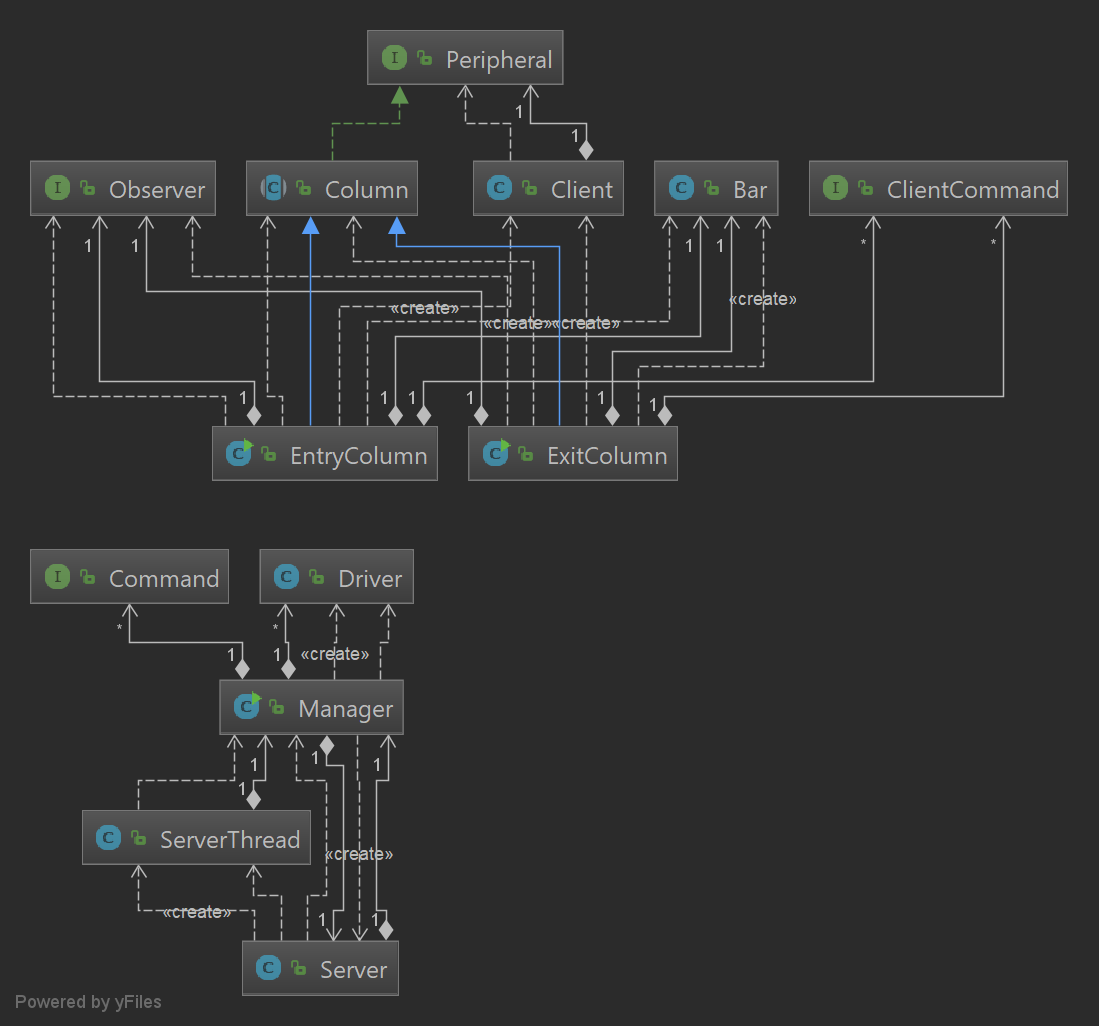 I Peripheral
1
1
I Observer
C Column
C Client
C Bar
I ClientCommand
1
1
1
1
*
*
«create»
«create»
«create»
«create»
1
1
1
1
1
1
C EntryColumn
C ExitColumn
I Command
C Driver
*
*
1
1
«create»
C Manager
1
1
1
1
C ServerThread
«create»
«create»
1
1
C Server
Powered by yFiles